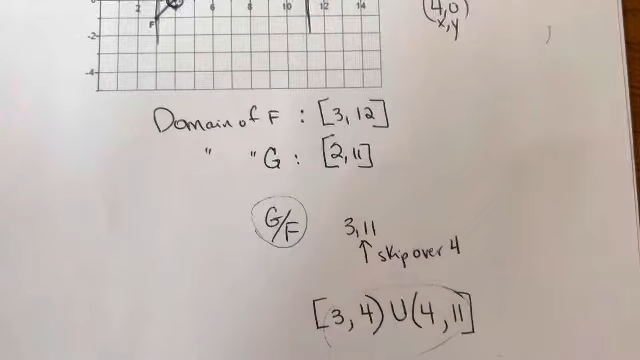 (4,0)
x,y
2 6 8 10 12 14
F
-2
-4
Domain of F : [3, 12]
" " G : [2, 11]
G/F
3,11
↑ skip over 4
[3, 4) U (4, 11]